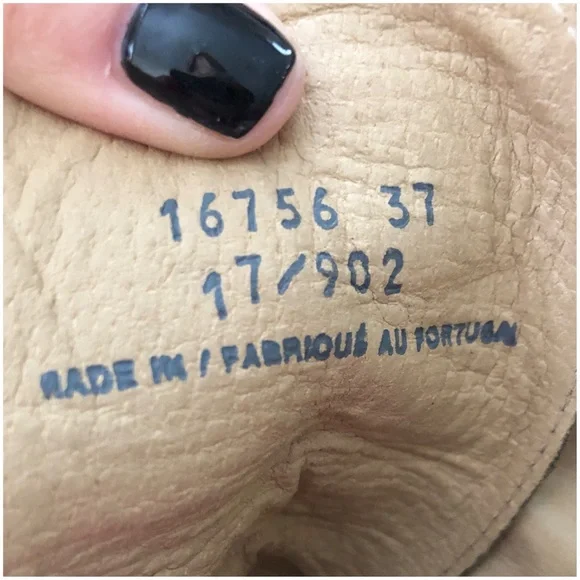 16756 37
17/902
MADE IN / FABRIQUÉ AU PORTUGAL